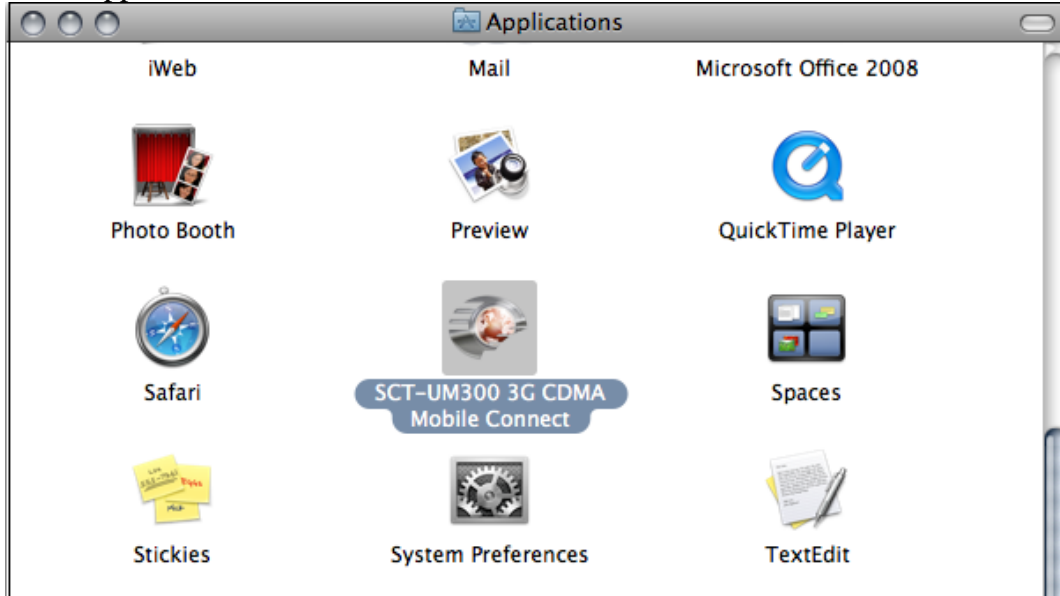 Applications
iWeb
Mail
Microsoft Office 2008
Photo Booth
Preview
QuickTime Player
Safari
SCT-UM300 3G CDMA
Mobile Connect
Spaces
Stickies
System Preferences
TextEdit